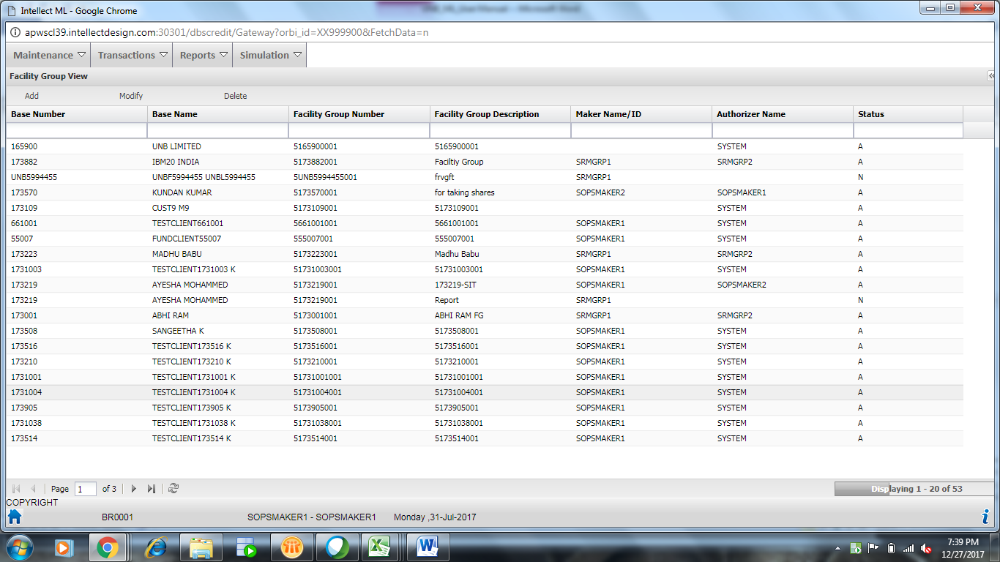 Intellect ML - Google Chrome
apwscl39.intellectdesign.com:30301/dbscredit/Gateway?orbi_id=XX999900&FetchData=n
Maintenance Transactions Reports Simulation
Facility Group View
Add Modify Delete
Base Number Base Name Facility Group Number Facility Group Description Maker Name/ID Authorizer Name Status
165900 UNB LIMITED 5165900001 5165900001 SYSTEM A
173882 IBM20 INDIA 5173882001 Faciltiy Group SRMGRP1 SRMGRP2 A
UNB5994455 UNBF5994455 UNBL5994455 5UNB5994455001 frvgft SRMGRP1 N
173570 KUNDAN KUMAR 5173570001 for taking shares SOPSMAKER2 SOPSMAKER1 A
173109 CUST9 M9 5173109001 5173109001 SYSTEM A
661001 TESTCLIENT661001 5661001001 5661001001 SOPSMAKER1 SYSTEM A
55007 FUNDCLIENT55007 555007001 555007001 SOPSMAKER1 SYSTEM A
173223 MADHU BABU 5173223001 Madhu Babu SRMGRP1 SRMGRP2 A
1731003 TESTCLIENT1731003 K 51731003001 51731003001 SOPSMAKER1 SYSTEM A
173219 AYESHA MOHAMMED 5173219001 173219-SIT SOPSMAKER1 SOPSMAKER2 A
173219 AYESHA MOHAMMED 5173219001 Report SRMGRP1 N
173001 ABHI RAM 5173001001 ABHI RAM FG SRMGRP1 SRMGRP2 A
173508 SANGEETHA K 5173508001 5173508001 SOPSMAKER1 SYSTEM A
173516 TESTCLIENT173516 K 5173516001 5173516001 SOPSMAKER1 SYSTEM A
173210 TESTCLIENT173210 K 5173210001 5173210001 SOPSMAKER1 SYSTEM A
1731001 TESTCLIENT1731001 K 51731001001 51731001001 SOPSMAKER1 SYSTEM A
1731004 TESTCLIENT1731004 K 51731004001 51731004001 SOPSMAKER1 SYSTEM A
173905 TESTCLIENT173905 K 5173905001 5173905001 SOPSMAKER1 SYSTEM A
1731038 TESTCLIENT1731038 K 51731038001 51731038001 SOPSMAKER1 SYSTEM A
173514 TESTCLIENT173514 K 5173514001 5173514001 SOPSMAKER1 SYSTEM A
Page 1 of 3 Displaying 1 - 20 of 53
COPYRIGHT
BR0001 SOPSMAKER1 - SOPSMAKER1 Monday ,31-Jul-2017
7:39 PM
12/27/2017